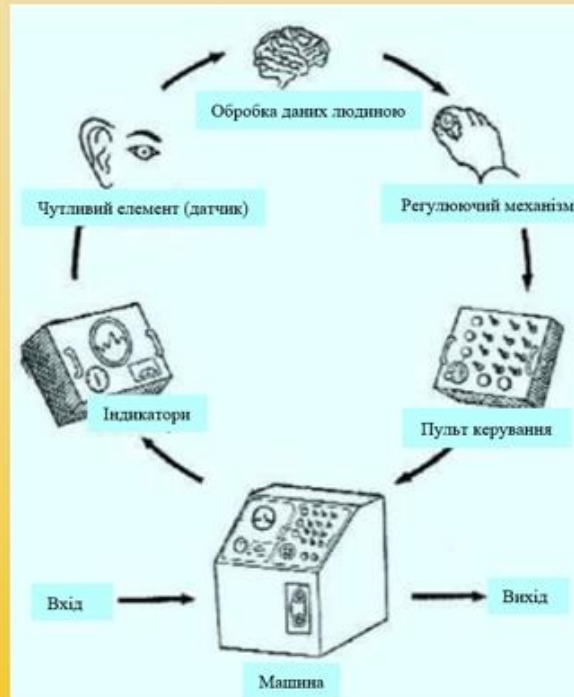 Обробка даних людиною
Чутливий елемент (датчик)
Регулюючий механізм
Індикатори
Пульт керування
Вхід
Вихід
Машина